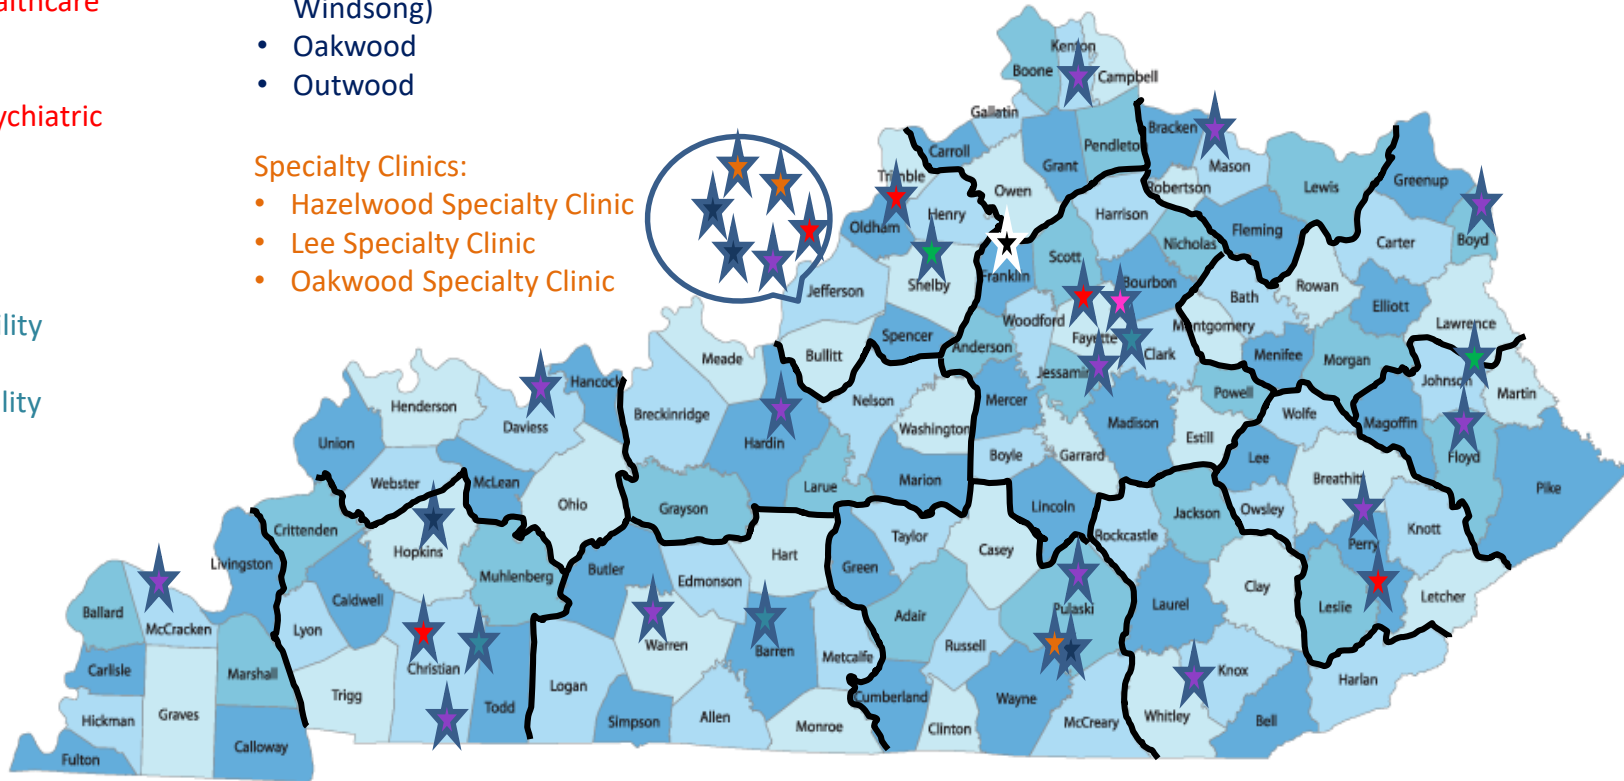 althcare
ychiatric
ility
lity
Windsong)
• Oakwood
• Outwood
Specialty Clinics:
• Hazelwood Specialty Clinic
• Lee Specialty Clinic
• Oakwood Specialty Clinic
Kenton
Boone
Campbell
Gallatin
Pendleto
Bracken
Carroll
Grant
Mason
Trimble
Owen
Robertson
Lewis
Greenup
Henry
Harrison
Oldham
Nicholas
Fleming
Carter
Boyd
Scott
Franklin
Bourbon
Shelby
Jefferson
Bath
Rowan
Elliott
Woodford
Montgomery
Lawrence
Spencer
Fayette
Clark
Anderson
Menifee
Morgan
Meade
Bullitt
Jessamin
Johnson
Martin
Hancock
Powell
Henderson
Breckinridge
Nelson
Mercer
Wolfe
Magoffin
Daviess
Washington
Madison
Union
Hardin
Estill
Boyle
Garrard
Lee
Floyd
Webster
McLean
Larue
Marion
Breathitt
Pike
Ohio
Grayson
Lincoln
Jackson
Owsley
Knott
Crittenden
Taylor
Rockcastle
Hopkins
Hart
Casey
Perry
Livingston
Muhlenberg
Butler
Edmonson
Green
Clay
Caldwell
Ballard
Pulaski
Laurel
Leslie
Letcher
McCracken
Lyon
Adair
Warren
Barren
Russell
Metcalfe
Carlisle
Marshall
Christian
Knox
Harlan
Trigg
Logan
Cumberland
Wayne
Hickman
Graves
Todd
Simpson
Allen
Monroe
Clinton
McCreary
Whitley
Bell
Calloway
Fulton